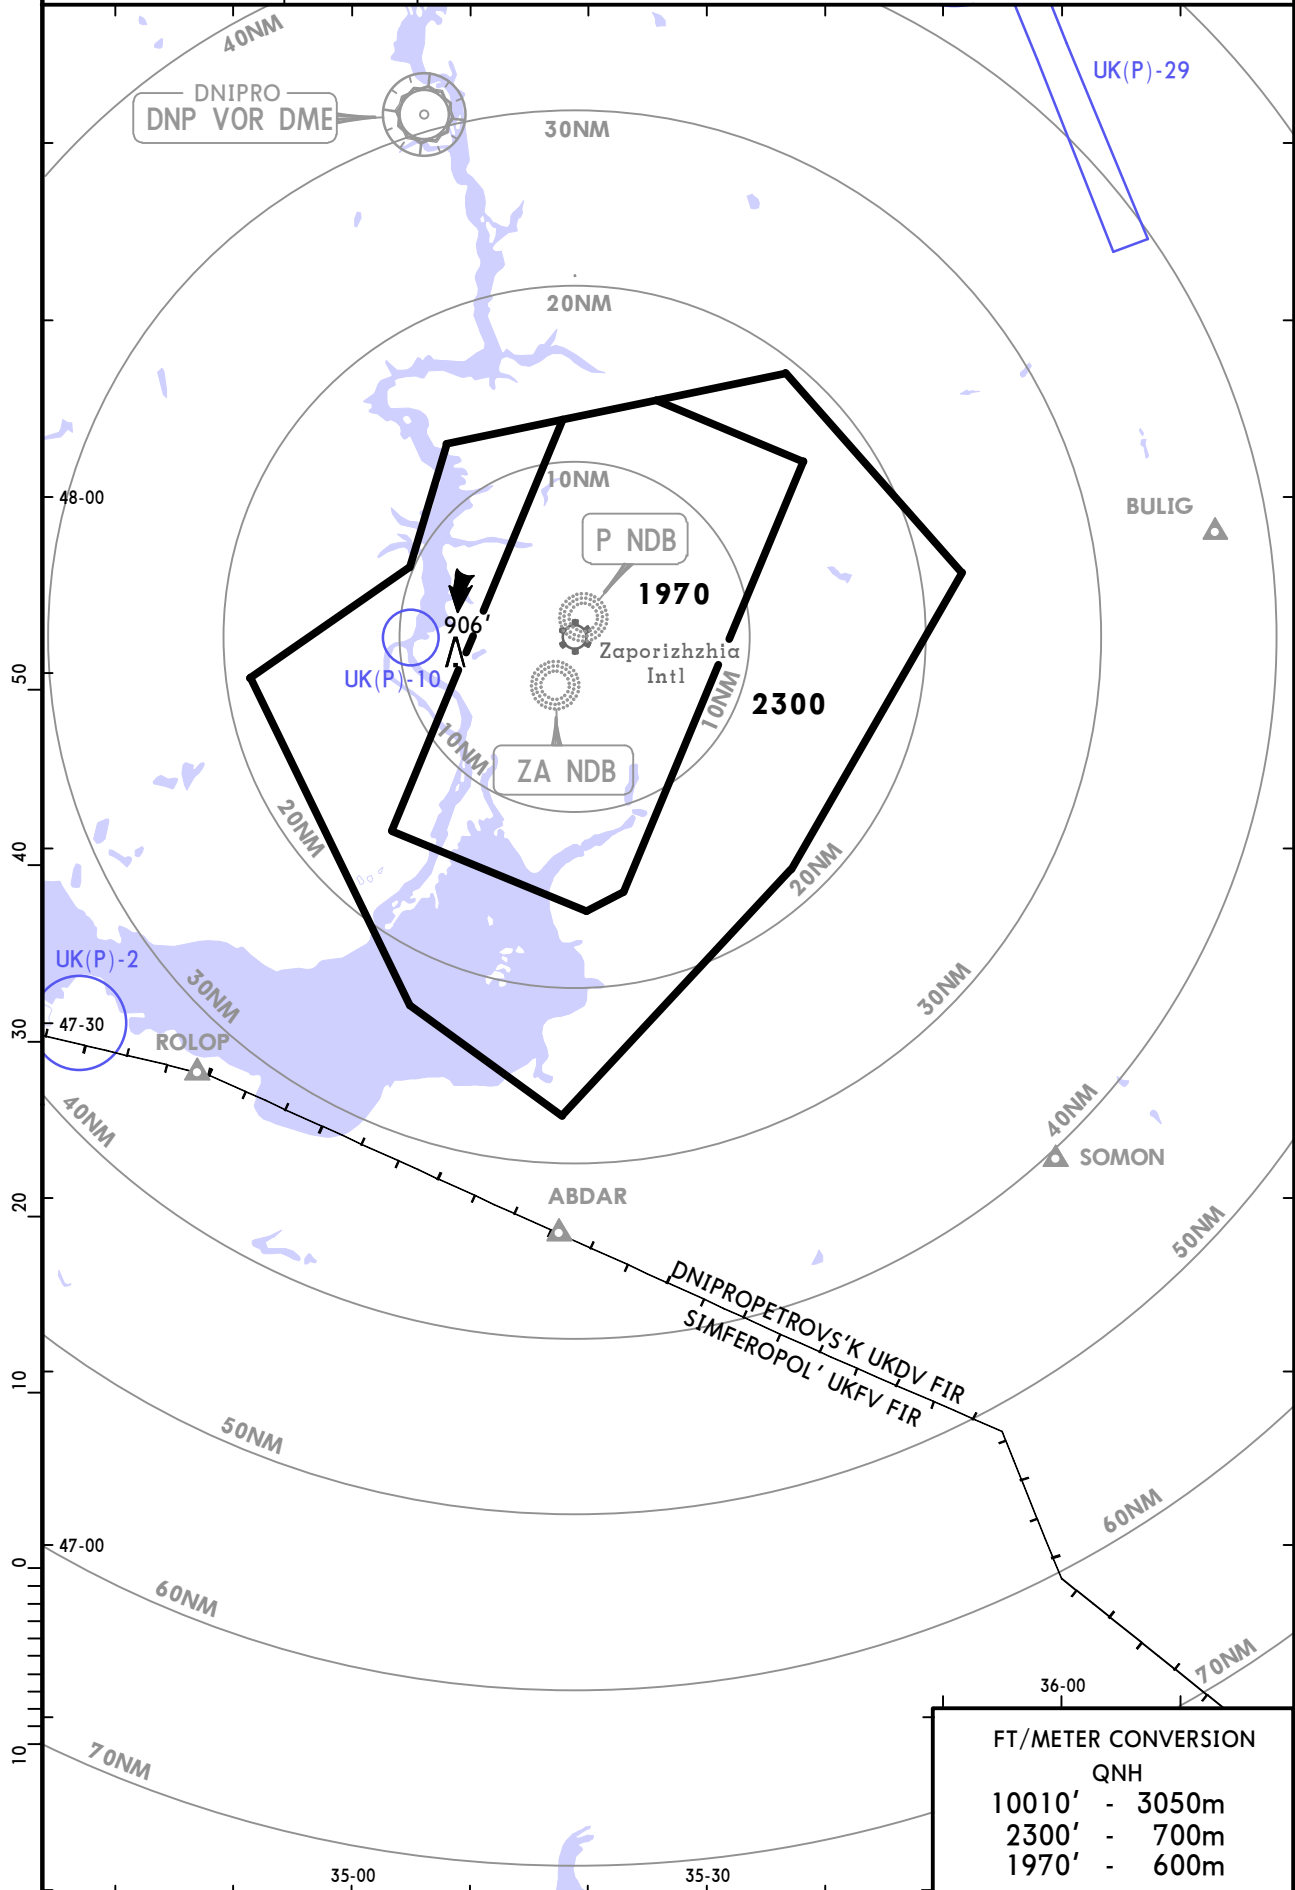 40NM
UK(P)-29
DNIPRO
DNP VOR DME
30NM
20NM
10NM
48-00
BULIG
P NDB
1970
906'
Zaporizhzhia
Intl
UK(P)-10
50
10NM
2300
10NM
ZA NDB
20NM
40
20NM
UK(P)-2
30NM
30NM
30
47-30
ROLOP
40NM
40NM
SOMON
20
ABDAR
50NM
DNIPROPETROVS'K UKDV FIR
SIMFEROPOL' UKFV FIR
10
50NM
60NM
47-00
0
60NM
70NM
36-00
10
70NM
FT/METER CONVERSION
QNH
10010' - 3050m
2300' - 700m
1970' - 600m
35-00
35-30